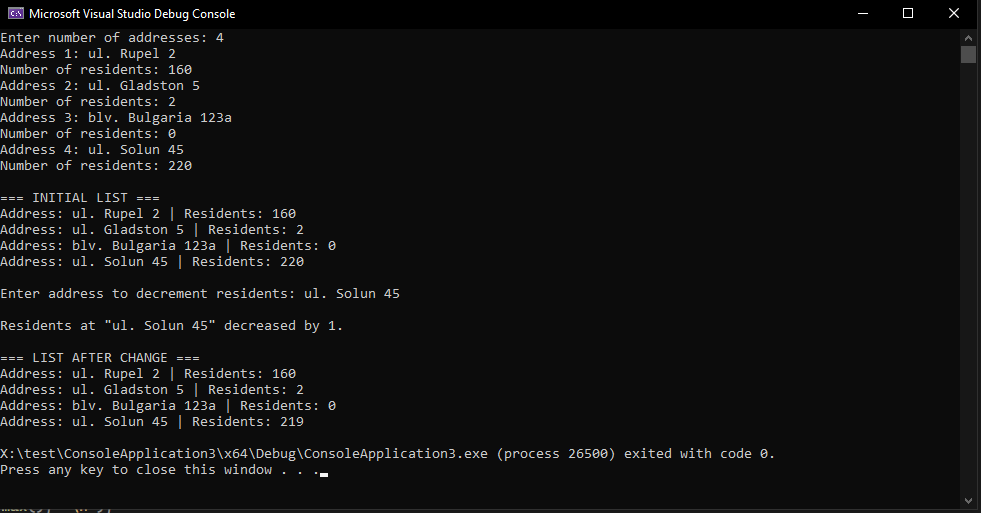 Microsoft Visual Studio Debug Console
Enter number of addresses: 4
Address 1: ul. Rupel 2
Number of residents: 160
Address 2: ul. Gladston 5
Number of residents: 2
Address 3: blv. Bulgaria 123a
Number of residents: 0
Address 4: ul. Solun 45
Number of residents: 220
=== INITIAL LIST ===
Address: ul. Rupel 2 | Residents: 160
Address: ul. Gladston 5 | Residents: 2
Address: blv. Bulgaria 123a | Residents: 0
Address: ul. Solun 45 | Residents: 220
Enter address to decrement residents: ul. Solun 45
Residents at "ul. Solun 45" decreased by 1.
=== LIST AFTER CHANGE ===
Address: ul. Rupel 2 | Residents: 160
Address: ul. Gladston 5 | Residents: 2
Address: blv. Bulgaria 123a | Residents: 0
Address: ul. Solun 45 | Residents: 219
X:\test\ConsoleApplication3\x64\Debug\ConsoleApplication3.exe (process 26500) exited with code 0.
Press any key to close this window . . .